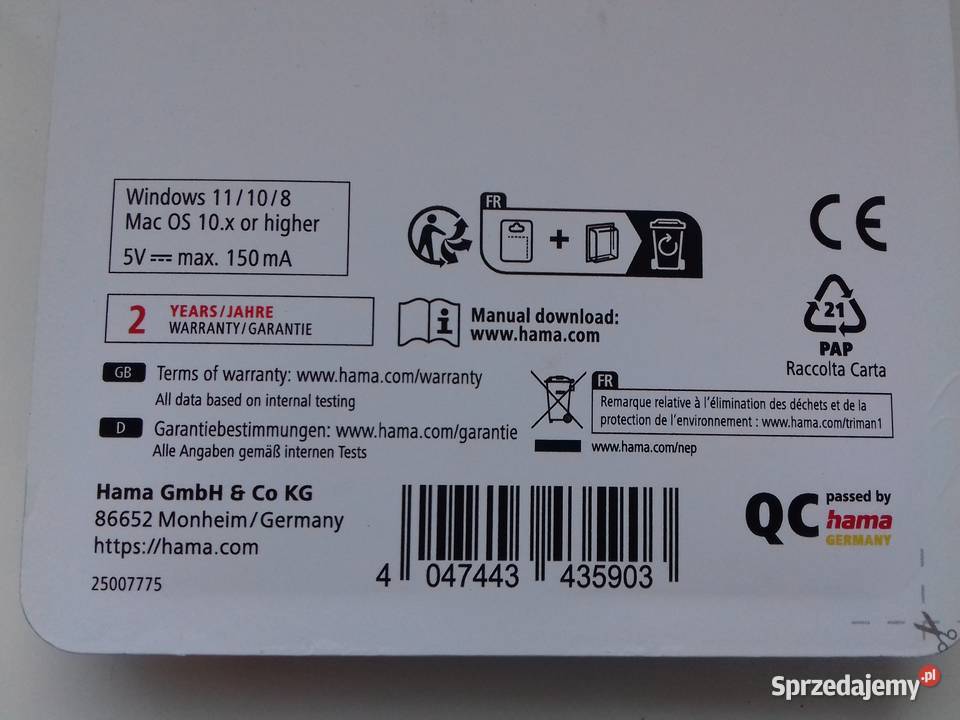 Windows 11/10/8
Mac OS 10.x or higher
5V⎓ max. 150 mA
FR
CE
2 YEARS/JAHRE
WARRANTY/GARANTIE
Manual download:
www.hama.com
21
PAP
Raccolta Carta
GB Terms of warranty: www.hama.com/warranty
All data based on internal testing
D Garantiebestimmungen: www.hama.com/garantie
Alle Angaben gemäß internen Tests
FR
Remarque relative à l'élimination des déchets et de la
protection de l'environnement : www.hama.com/triman1
www.hama.com/nep
Hama GmbH & Co KG
86652 Monheim/Germany
https://hama.com
25007775
4 047443 435903
QC passed by
hama
GERMANY
Sprzedajemy.pl